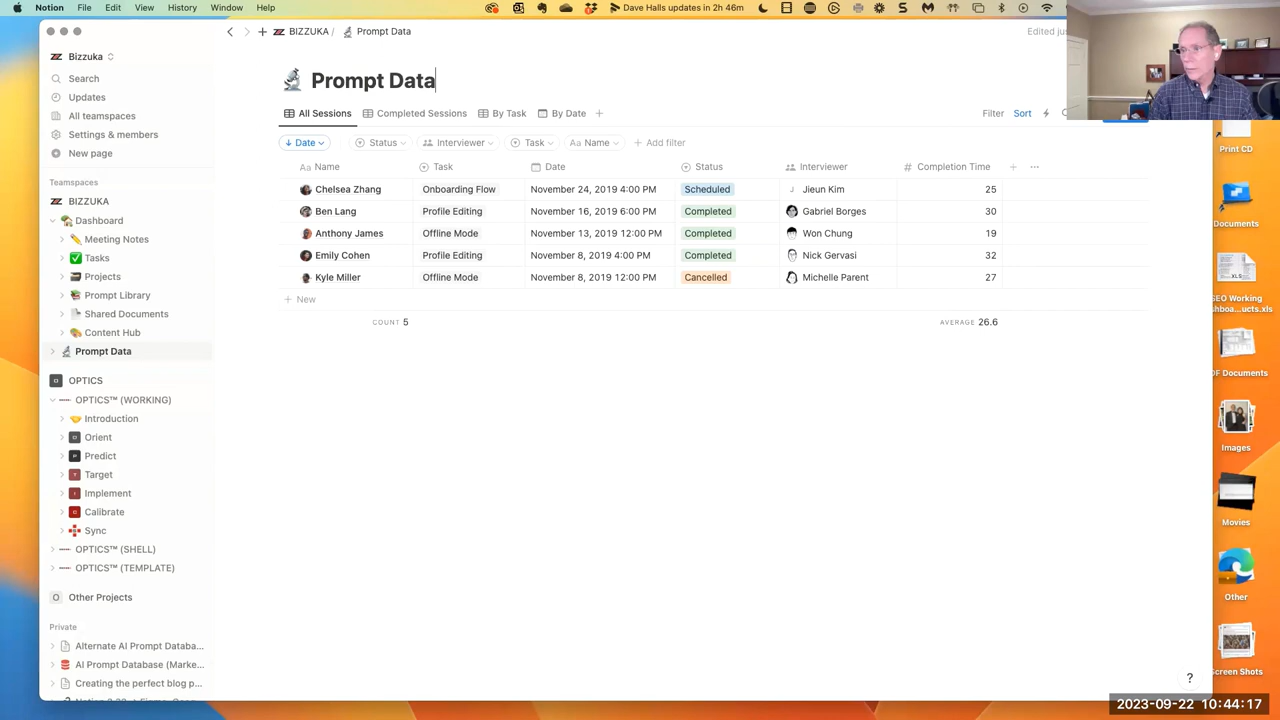 Notion File Edit View History Window Help
Dave Halls updates in 2h 46m
BIZZUKA / Prompt Data
Edited jus
Bizzuka
Search
Updates
All teamspaces
Settings & members
New page
Teamspaces
BIZZUKA
Dashboard
Meeting Notes
Tasks
Projects
Prompt Library
Shared Documents
Content Hub
Prompt Data
OPTICS
OPTICS™ (WORKING)
Introduction
Orient
Predict
Target
Implement
Calibrate
Sync
OPTICS™ (SHELL)
OPTICS™ (TEMPLATE)
Other Projects
Private
Alternate AI Prompt Databa...
AI Prompt Database (Marke...
Creating the perfect blog p...
Prompt Data
All Sessions Completed Sessions By Task By Date
Filter Sort
Date Status Interviewer Task Name Add filter
Name Task Date Status Interviewer Completion Time
Chelsea Zhang Onboarding Flow November 24, 2019 4:00 PM Scheduled Jieun Kim 25
Ben Lang Profile Editing November 16, 2019 6:00 PM Completed Gabriel Borges 30
Anthony James Offline Mode November 13, 2019 12:00 PM Completed Won Chung 19
Emily Cohen Profile Editing November 8, 2019 4:00 PM Completed Nick Gervasi 32
Kyle Miller Offline Mode November 8, 2019 12:00 PM Cancelled Michelle Parent 27
New
COUNT 5 AVERAGE 26.6
?
Print CD
Documents
SEO Working
shboa...ucts.xls
DF Documents
Images
Movies
Other
Screen Shots
2023-09-22 10:44:17